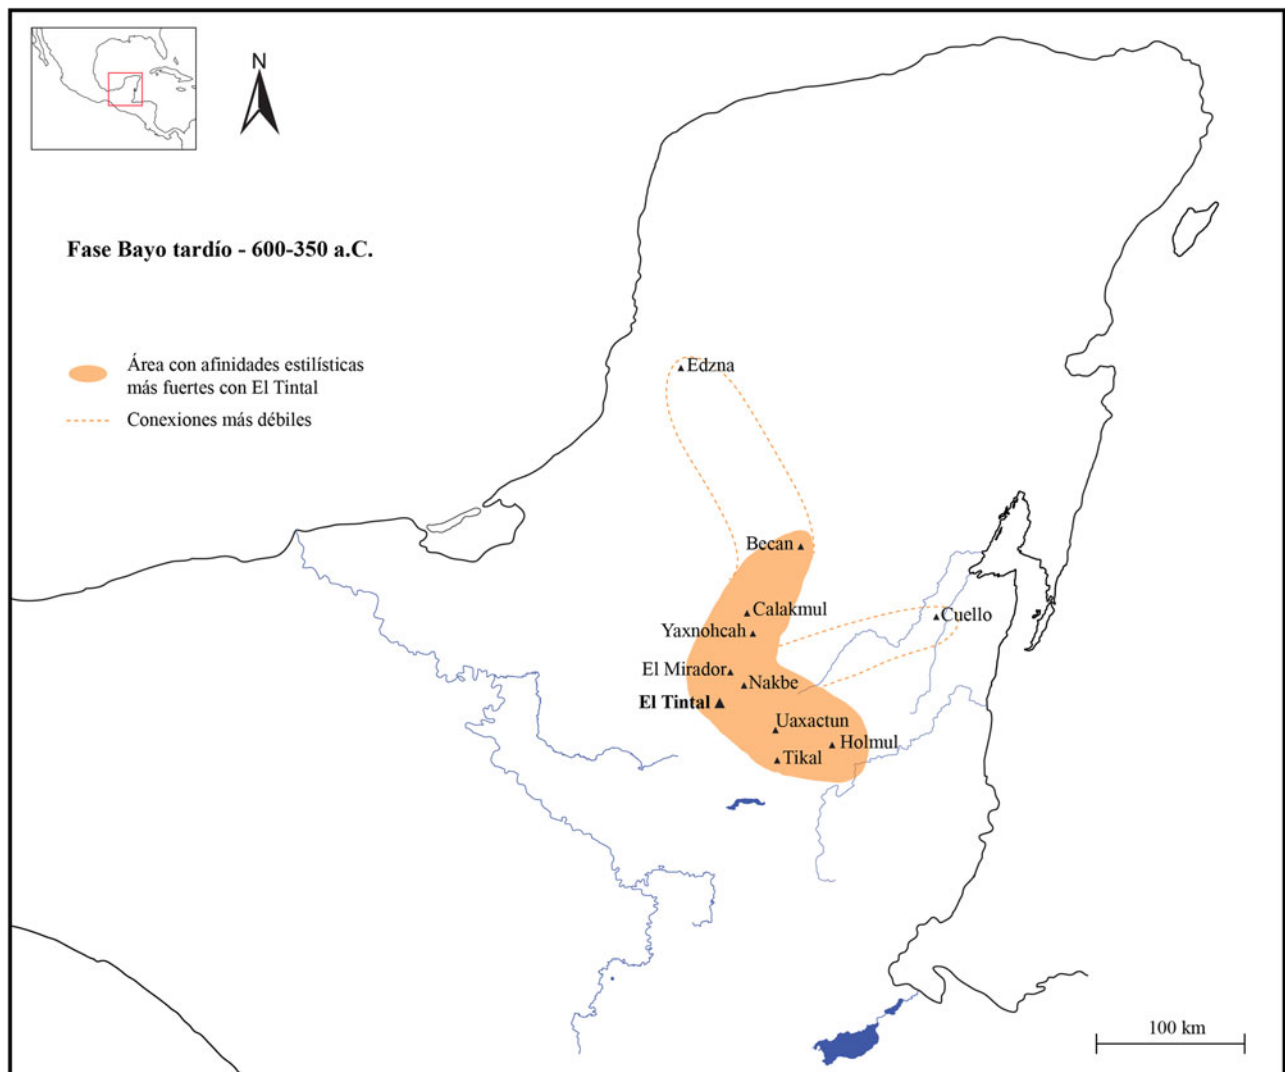 N
Fase Bayo tardío - 600-350 a.C.
Área con afinidades estilísticas
más fuertes con El Tintal
Conexiones más débiles
Edzna
Becan
Calakmul
Cuello
Yaxnohcah
El Mirador
Nakbe
El Tintal
Uaxactun
Holmul
Tikal
100 km